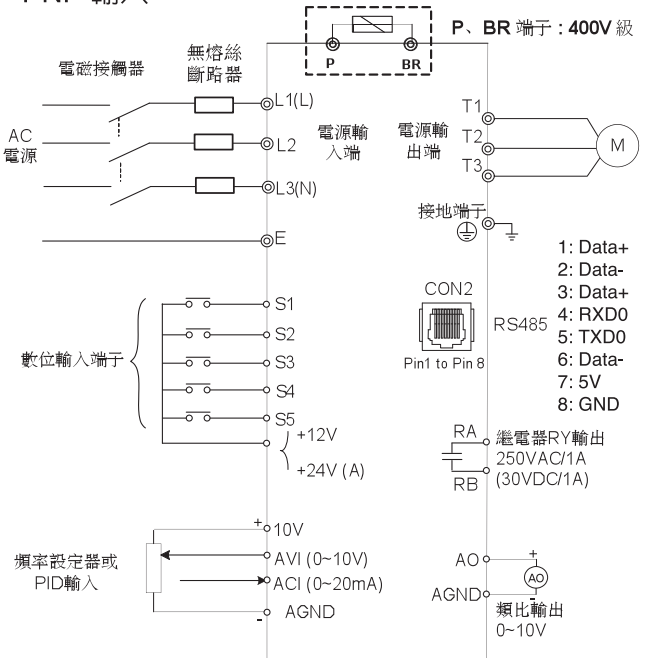 P、BR 端子 : 400V 級
P
BR
電磁接觸器
無熔絲
斷路器
L1(L)
L2
L3(N)
E
AC
電源
電源輸
入端
電源輸
出端
T1
T2
T3
M
接地端子
1: Data+
2: Data-
3: Data+
4: RXD0
5: TXD0
6: Data-
7: 5V
8: GND
CON2
RS485
Pin1 to Pin 8
數位輸入端子
S1
S2
S3
S4
S5
+12V
+24V (A)
RA
RB
繼電器RY輸出
250VAC/1A
(30VDC/1A)
頻率設定器或
PID輸入
+
10V
AVI (0~10V)
ACI (0~20mA)
AGND
-
AO
AGND
+
AO
-
類比輸出
0~10V